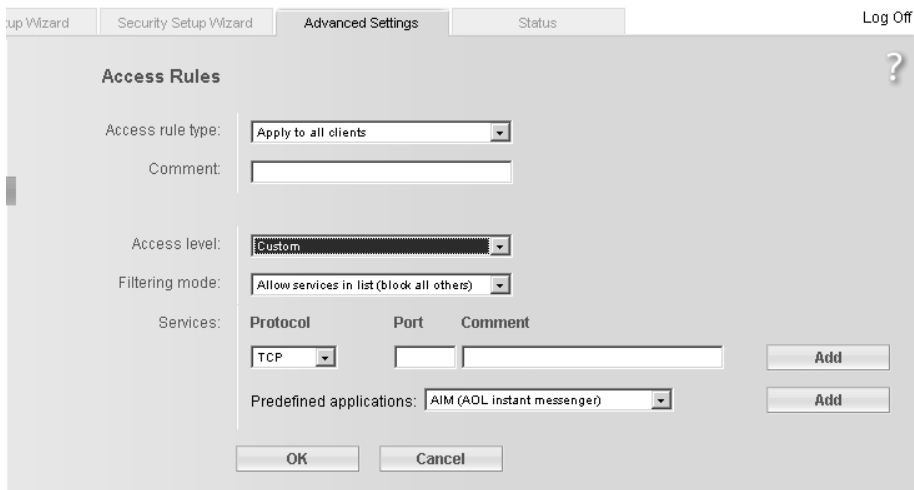 tup Wizard Security Setup Wizard Advanced Settings Status Log Off
?
Access Rules
Access rule type: Apply to all clients
Comment:
Access level: Custom
Filtering mode: Allow services in list (block all others)
Services: Protocol Port Comment
TCP Add
Predefined applications: AIM (AOL instant messenger) Add
OK Cancel